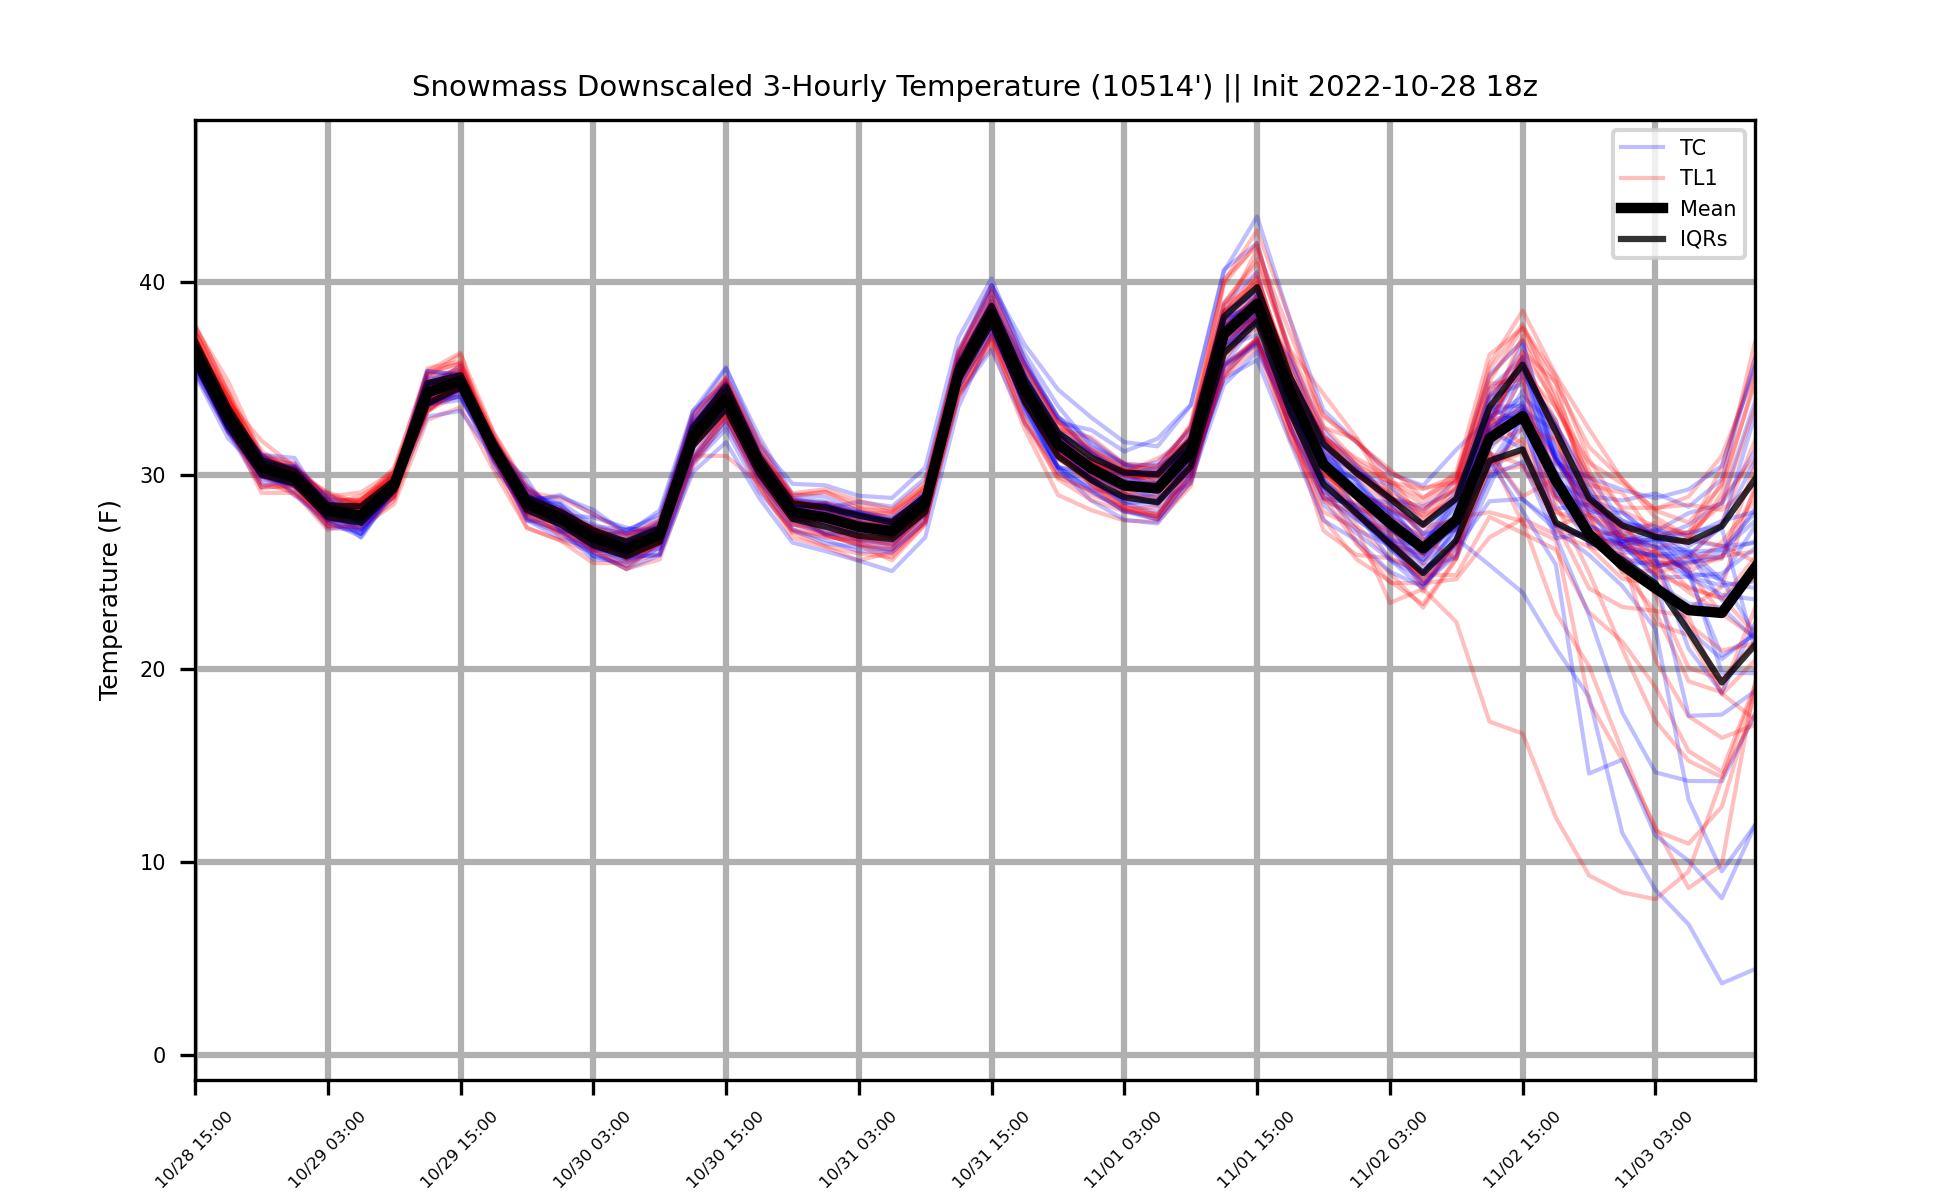 Snowmass Downscaled 3-Hourly Temperature (10514') || Init 2022-10-28 18z
TC
TL1
Mean
IQRs
Temperature (F)
40
30
20
10
0
10/28 15:00
10/29 03:00
10/29 15:00
10/30 03:00
10/30 15:00
10/31 03:00
10/31 15:00
11/01 03:00
11/01 15:00
11/02 03:00
11/02 15:00
11/03 03:00